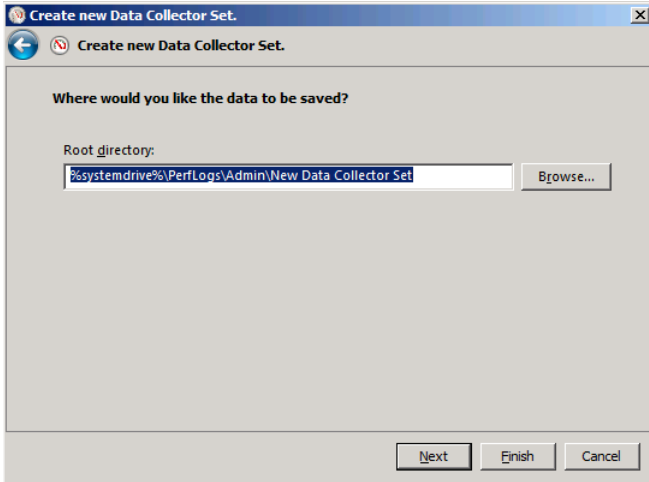 Create new Data Collector Set.
Create new Data Collector Set.
Where would you like the data to be saved?
Root directory:
%systemdrive%\PerfLogs\Admin\New Data Collector Set
Browse...
Next
Finish
Cancel